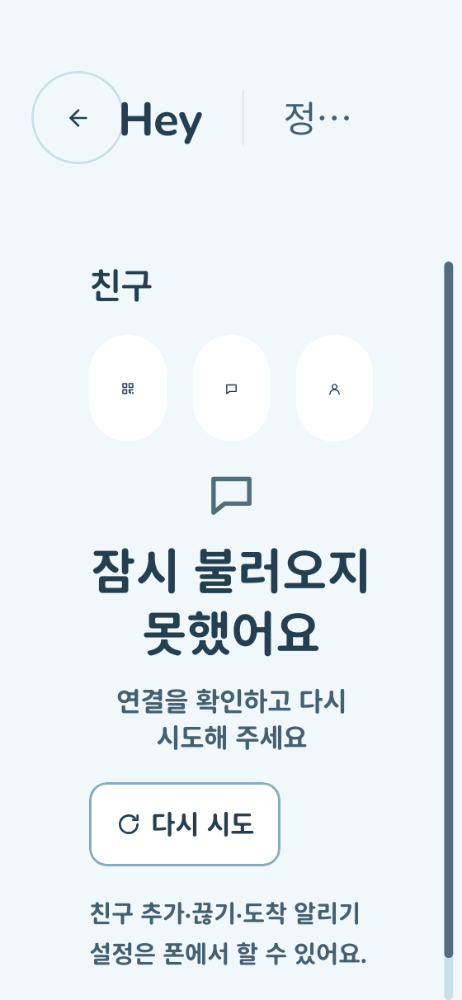 Hey 정…
친구
잠시 불러오지
못했어요
연결을 확인하고 다시
시도해 주세요
다시 시도
친구 추가·끊기·도착 알리기
설정은 폰에서 할 수 있어요.